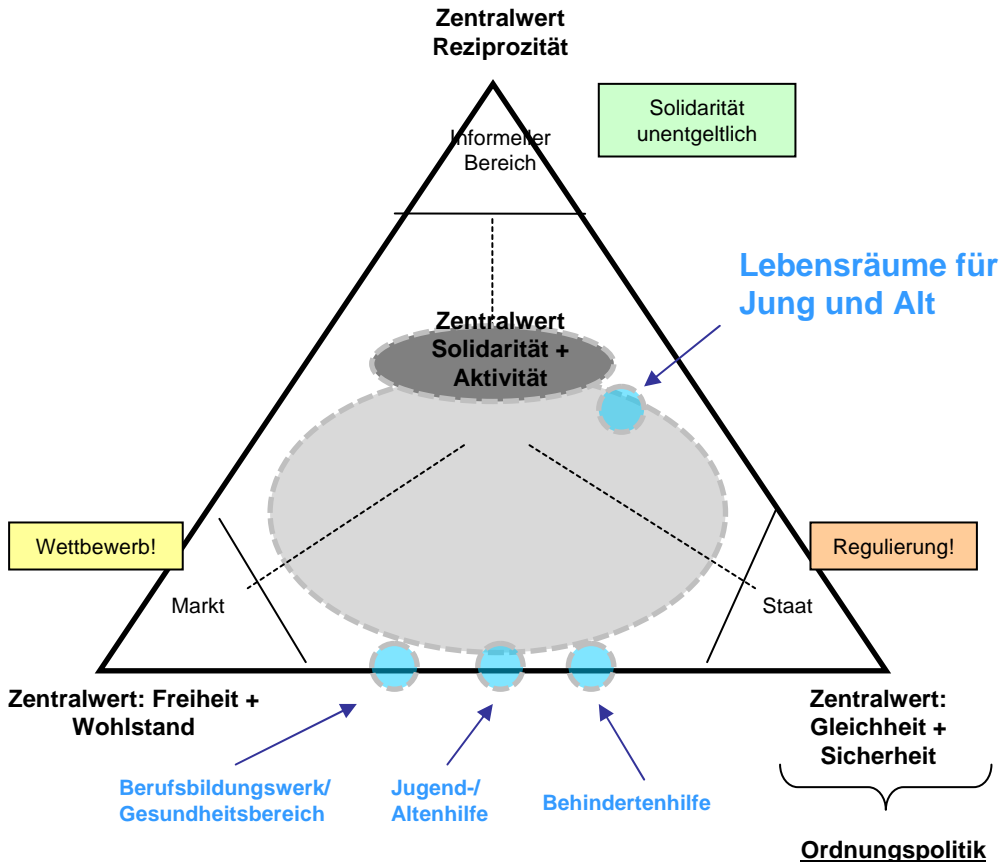 Zentralwert
Reziprozität
Solidarität
unentgeltlich
Informeller
Bereich
Lebensräume für
Jung und Alt
Zentralwert
Solidarität +
Aktivität
Wettbewerb!
Regulierung!
Markt
Staat
Zentralwert: Freiheit +
Wohlstand
Zentralwert:
Gleichheit +
Sicherheit
Berufsbildungswerk/
Gesundheitsbereich
Jugend-/
Altenhilfe
Behindertenhilfe
Ordnungspolitik